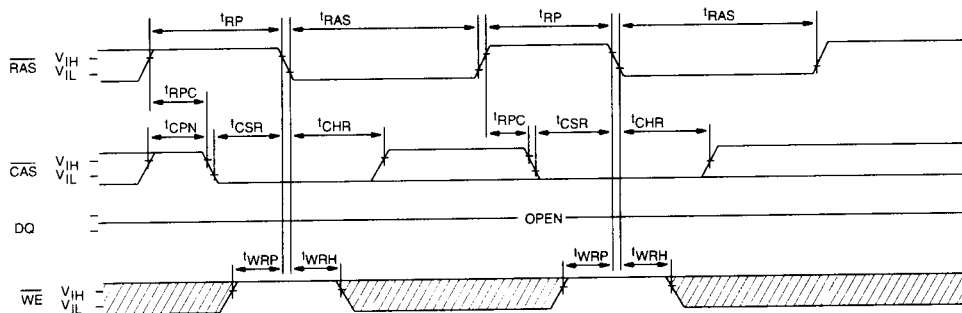 tRP tRAS tRP tRAS
RAS VIH
VIL
tRPC
tCPN tCSR tCHR tRPC tCSR tCHR
CAS VIH
VIL
DQ OPEN
tWRP tWRH tWRP tWRH
WE VIH
VIL